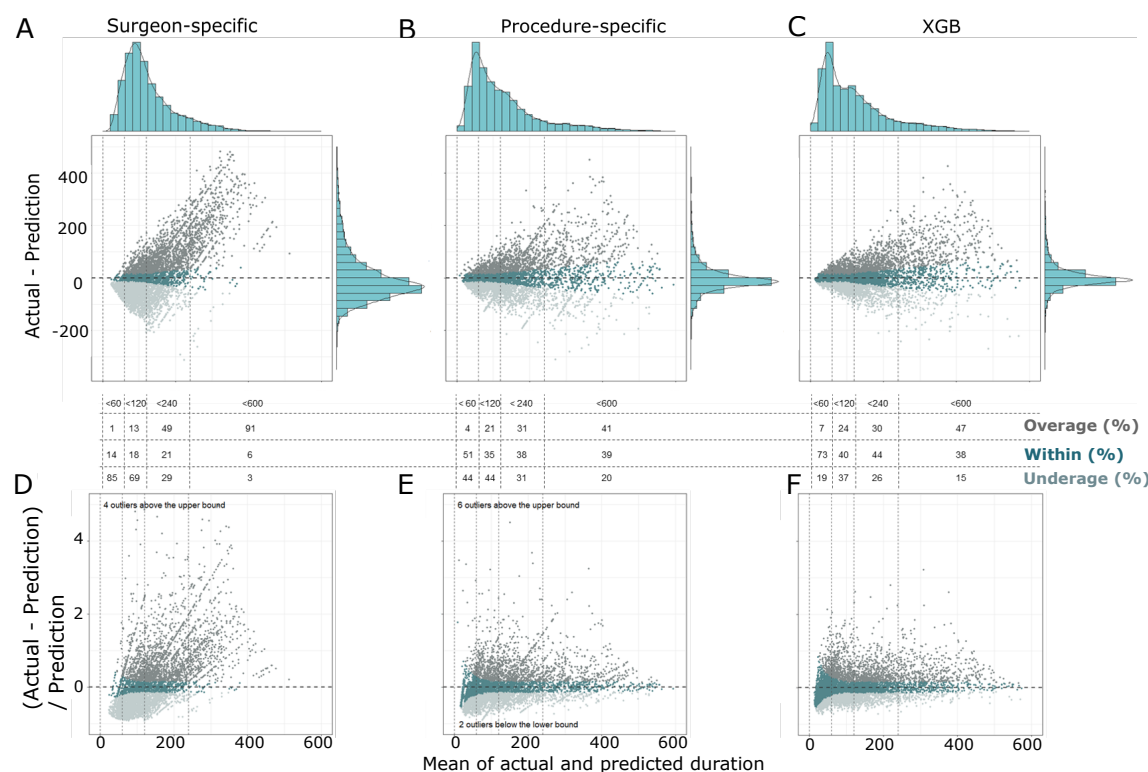 A Surgeon-specific B Procedure-specific C XGB
400
200
0
-200
Actual - Prediction
<60 <120 <240 <600 <60 <120 < 240 <600 <60 <120 <240 <600
1 13 49 91 4 21 31 41 7 24 30 47 Overage (%)
14 18 21 6 51 35 38 39 73 40 44 38 Within (%)
85 69 29 3 44 44 31 20 19 37 26 15 Underage (%)
D E F
4 outliers above the upper bound 6 outliers above the upper bound
4
2
0
(Actual - Prediction)
/ Prediction
2 outliers below the lower bound
0 200 400 600 0 200 400 600 0 200 400 600
Mean of actual and predicted duration